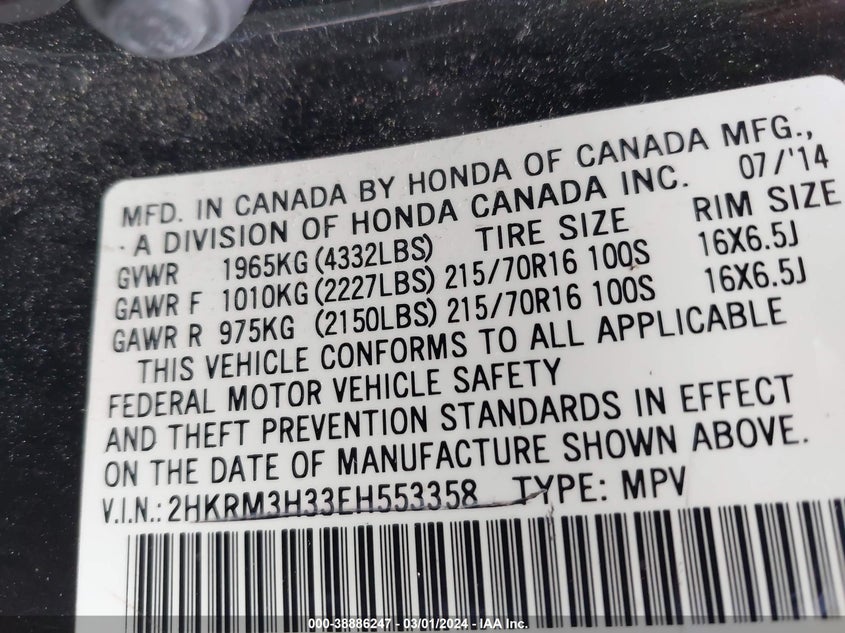 MFD. IN CANADA BY HONDA OF CANADA MFG.,
A DIVISION OF HONDA CANADA INC. 07/'14
GVWR 1965KG (4332LBS) TIRE SIZE RIM SIZE
GAWR F 1010KG (2227LBS) 215/70R16 100S 16X6.5J
GAWR R 975KG (2150LBS) 215/70R16 100S 16X6.5J
THIS VEHICLE CONFORMS TO ALL APPLICABLE
FEDERAL MOTOR VEHICLE SAFETY
AND THEFT PREVENTION STANDARDS IN EFFECT
ON THE DATE OF MANUFACTURE SHOWN ABOVE.
V.I.N.: 2HKRM3H33EH553358 TYPE: MPV
000-38886247 - 03/01/2024 - IAA Inc.